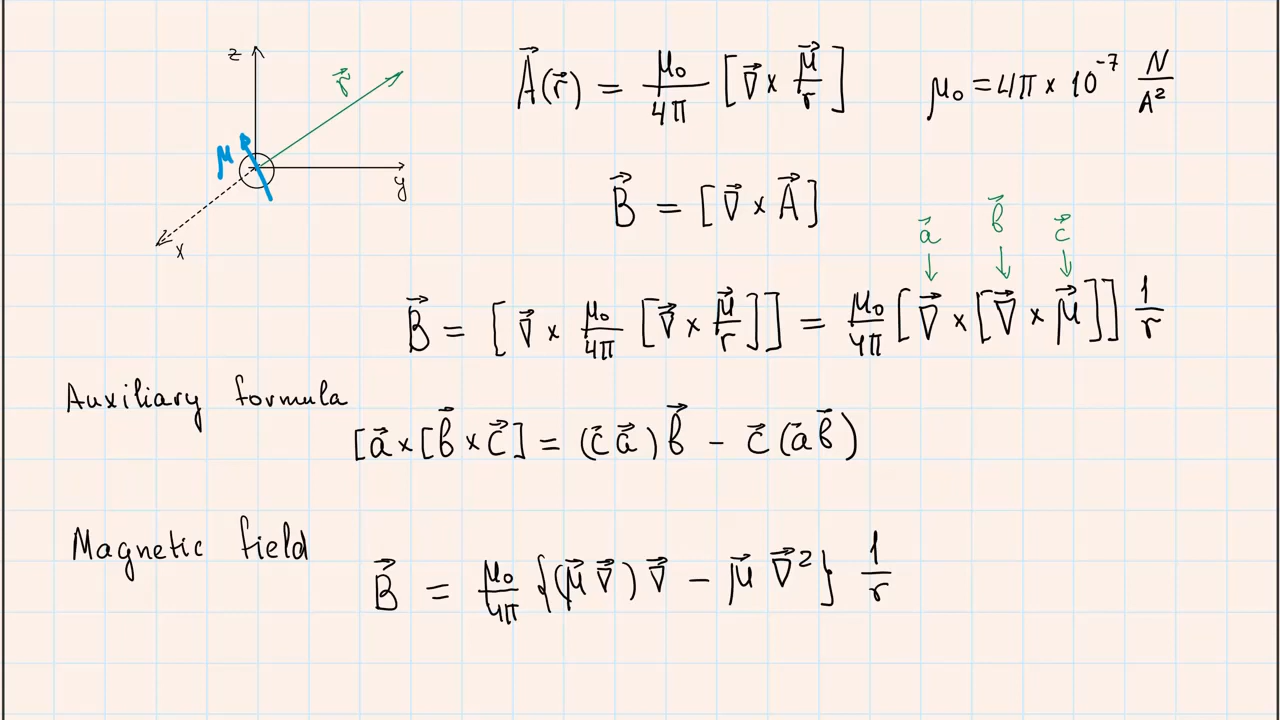 z
r⃗
μ
y
x
A⃗(r⃗) = μ₀/4π [∇⃗ × μ⃗/r]
μ₀ = 4π × 10⁻⁷ N/A²
B⃗ = [∇⃗ × A⃗]
a⃗ b⃗ c⃗
↓ ↓ ↓
B⃗ = [∇⃗ × μ₀/4π [∇⃗ × μ⃗/r]] = μ₀/4π [∇⃗ × [∇⃗ × μ⃗]] 1/r
Auxiliary formula
[a⃗ × [b⃗ × c⃗] = (c⃗ a⃗) b⃗ - c⃗ (a⃗ b⃗)
Magnetic field
B⃗ = μ₀/4π {(μ⃗ ∇⃗) ∇⃗ - μ⃗ ∇⃗²} 1/r